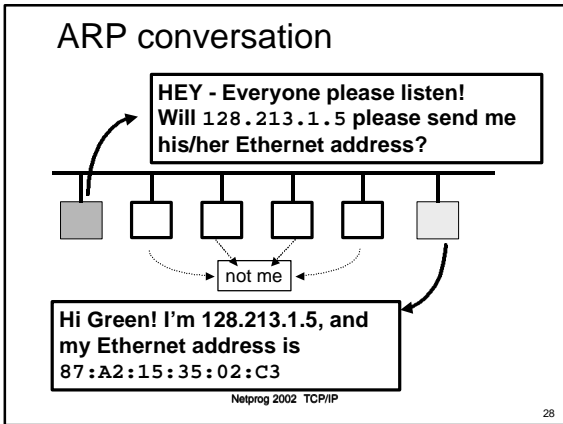 ARP conversation
HEY - Everyone please listen!
Will 128.213.1.5 please send me
his/her Ethernet address?
not me
Hi Green! I'm 128.213.1.5, and
my Ethernet address is
87:A2:15:35:02:C3
Netprog 2002 TCP/IP
28